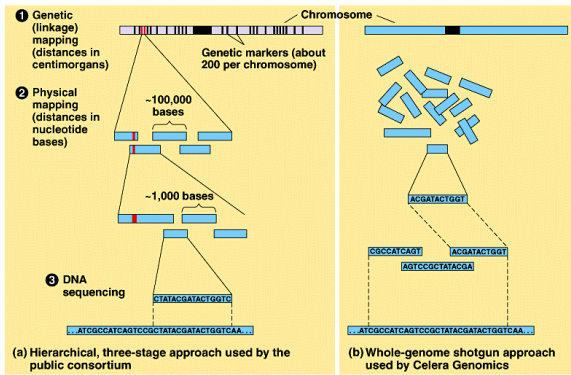 Chromosome
1 Genetic
(linkage)
mapping
(distances in
centimorgans)
Genetic markers (about
200 per chromosome)
2 Physical
mapping
(distances in
nucleotide
bases)
~100,000
bases
~1,000 bases
3 DNA
sequencing
CTATACGATACTGGTC
...ATCGCCATCAGTCCGCTATACGATACTGGTCAA...
(a) Hierarchical, three-stage approach used by the
public consortium
ACGATACTGGT
CGCCATCAGT
ACGATACTGGT
AGTCCGCTATACGA
...ATCGCCATCAGTCCGCTATACGATACTGGTCAA...
(b) Whole-genome shotgun approach
used by Celera Genomics